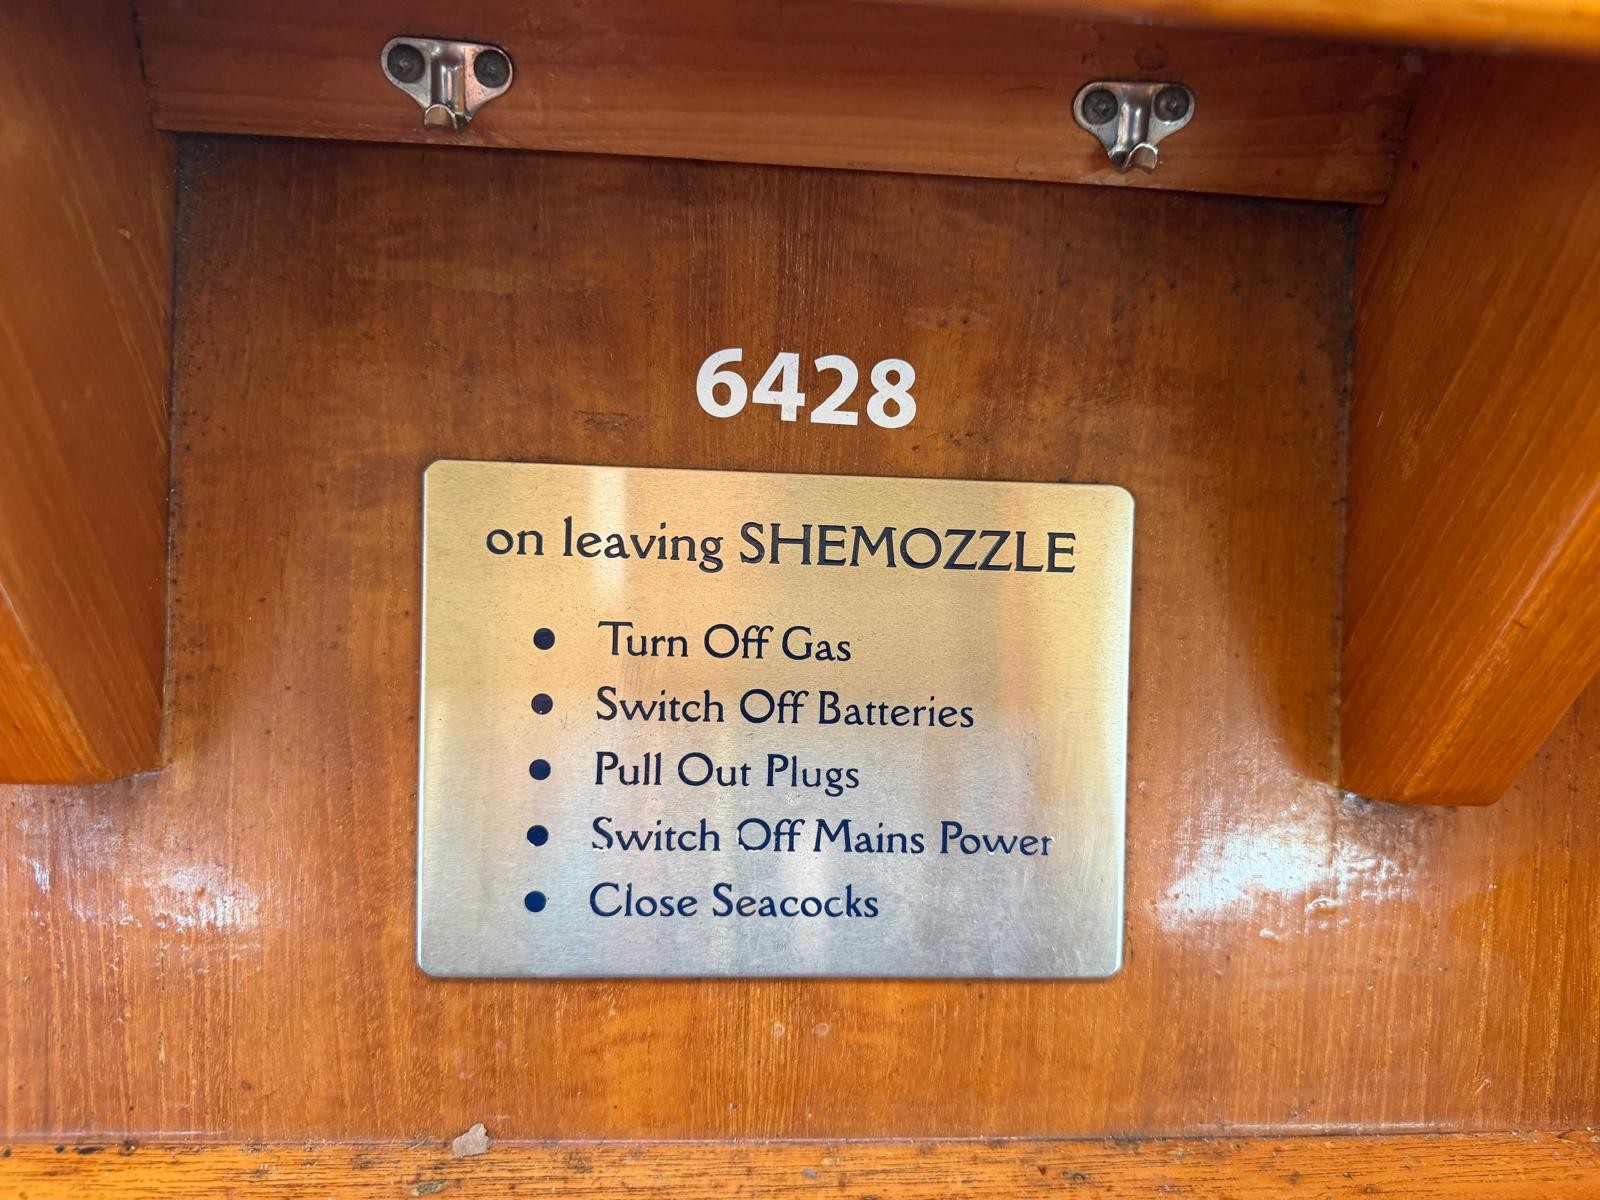 6428
on leaving SHEMOZZLE
● Turn Off Gas
● Switch Off Batteries
● Pull Out Plugs
● Switch Off Mains Power
● Close Seacocks